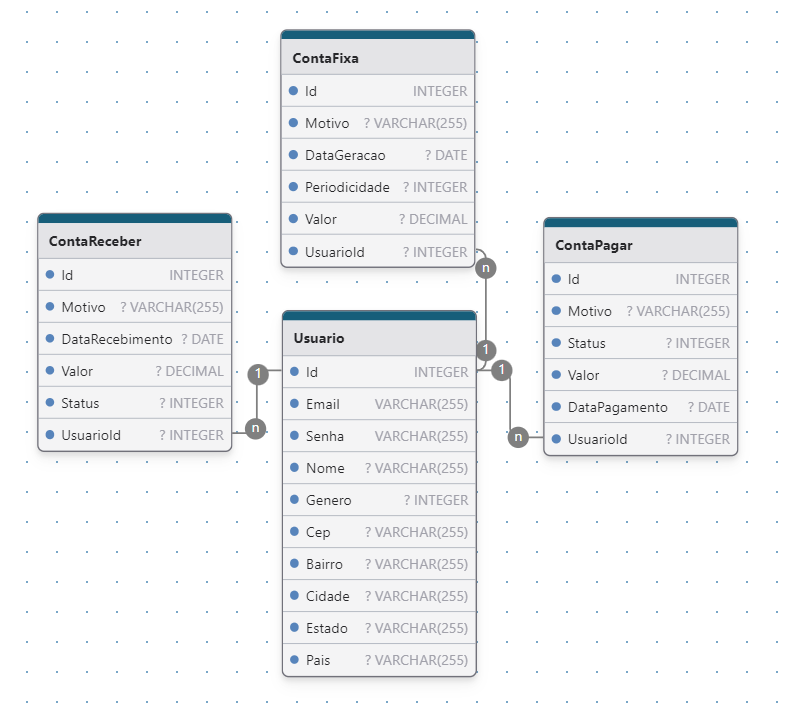 ContaFixa
Id INTEGER
Motivo ? VARCHAR(255)
DataGeracao ? DATE
Periodicidade ? INTEGER
Valor ? DECIMAL
UsuarioId ? INTEGER
n
ContaReceber
Id INTEGER
Motivo ? VARCHAR(255)
DataRecebimento ? DATE
Valor ? DECIMAL
Status ? INTEGER
UsuarioId ? INTEGER
1
n
Usuario
Id INTEGER
Email VARCHAR(255)
Senha VARCHAR(255)
Nome ? VARCHAR(255)
Genero ? INTEGER
Cep ? VARCHAR(255)
Bairro ? VARCHAR(255)
Cidade ? VARCHAR(255)
Estado ? VARCHAR(255)
Pais ? VARCHAR(255)
1
1
n
ContaPagar
Id INTEGER
Motivo ? VARCHAR(255)
Status ? INTEGER
Valor ? DECIMAL
DataPagamento ? DATE
UsuarioId ? INTEGER